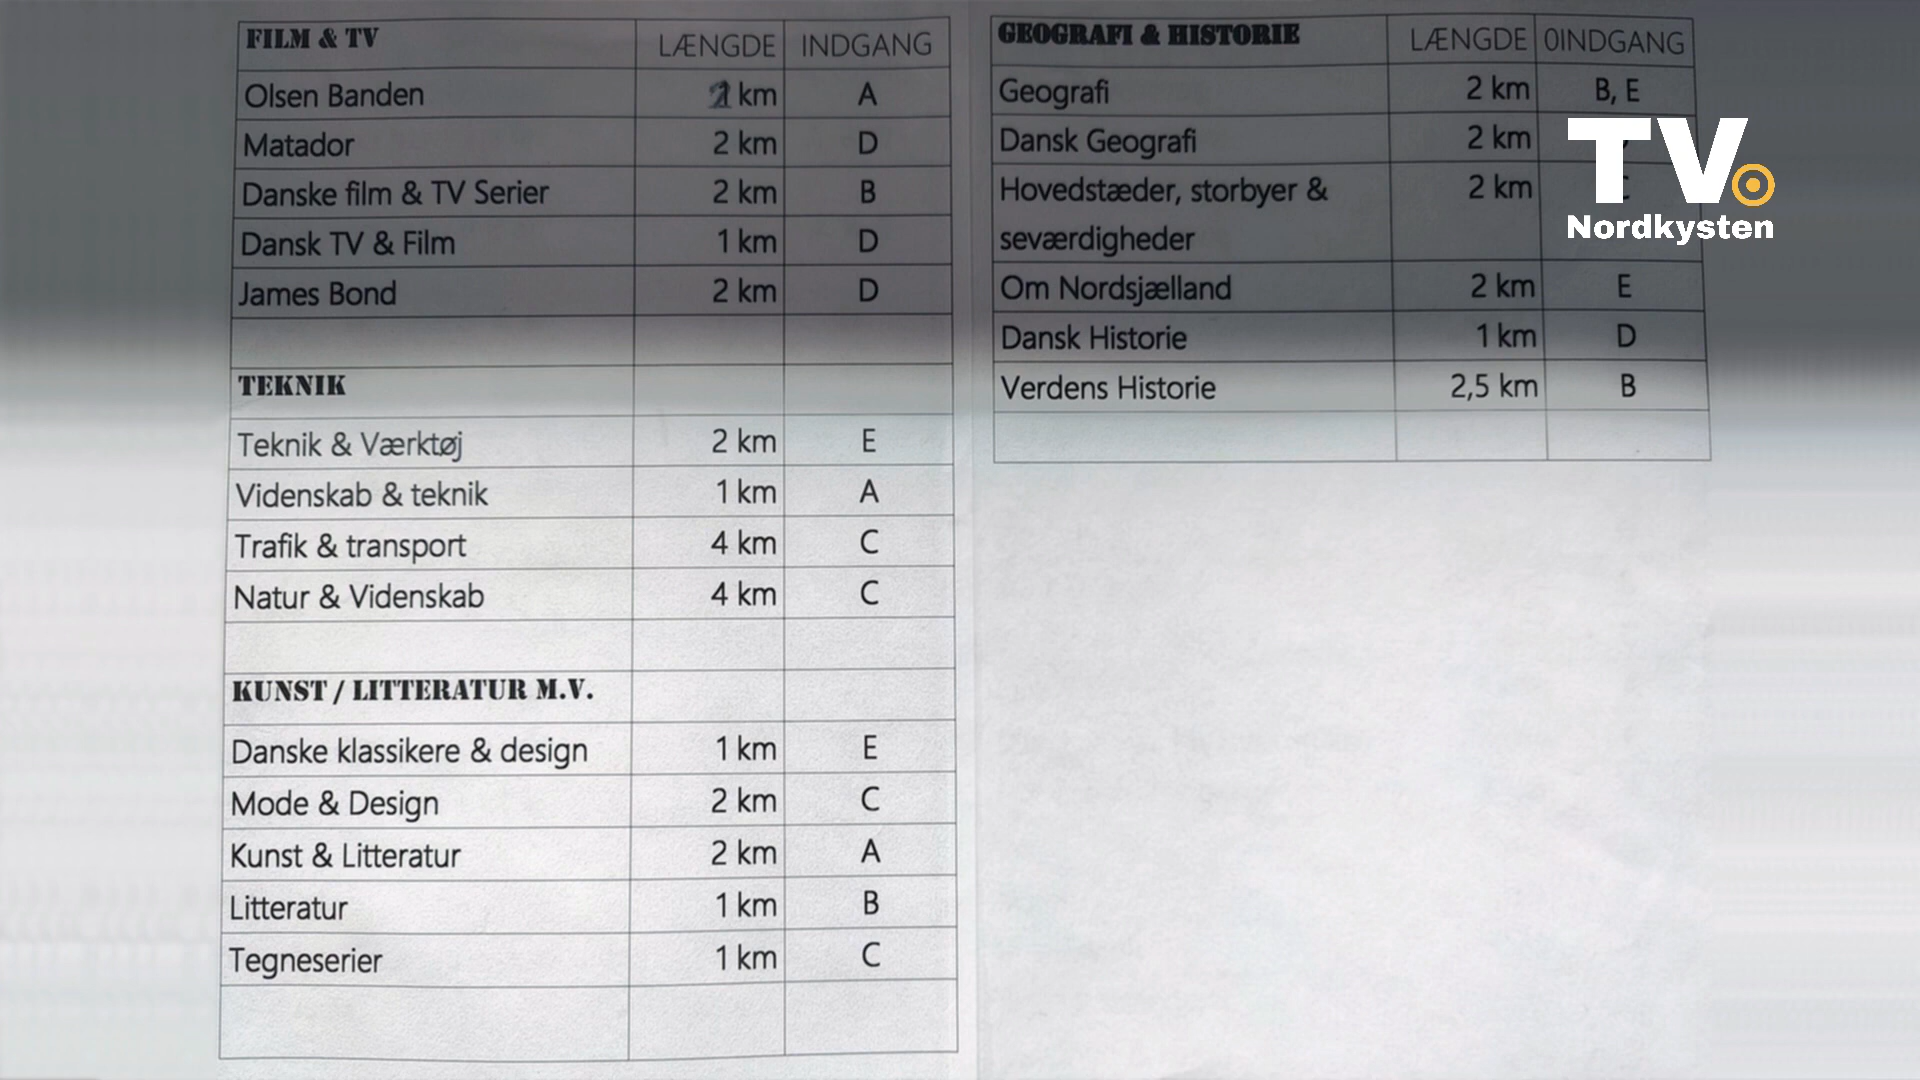 FILM & TV LÆNGDE INDGANG
Olsen Banden km A
Matador 2 km D
Danske film & TV Serier 2 km B
Dansk TV & Film 1 km D
James Bond 2 km D
TEKNIK
Teknik & Værktøj 2 km E
Videnskab & teknik 1 km A
Trafik & transport 4 km C
Natur & Videnskab 4 km C
KUNST / LITTERATUR M.V.
Danske klassikere & design 1 km E
Mode & Design 2 km C
Kunst & Litteratur 2 km A
Litteratur 1 km B
Tegneserier 1 km C
GEOGRAFI & HISTORIE LÆNGDE 0INDGANG
Geografi 2 km B, E
Dansk Geografi 2 km
Hovedstæder, storbyer & 2 km
seværdigheder
Om Nordsjælland 2 km E
Dansk Historie 1 km D
Verdens Historie 2,5 km B
TV
Nordkysten